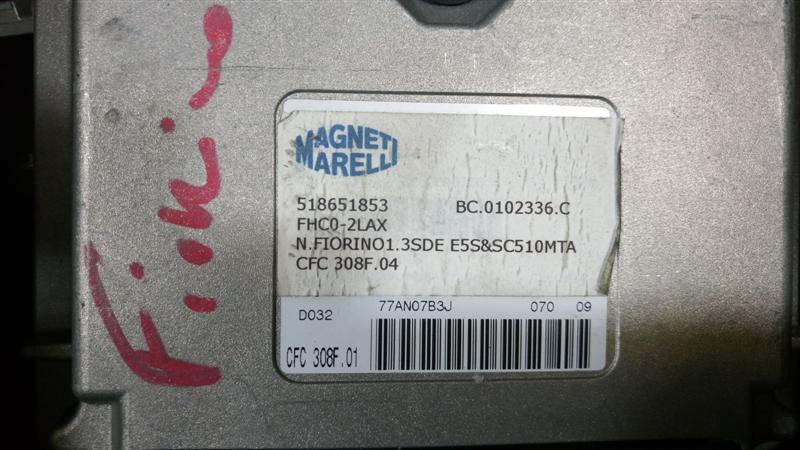 MAGNETI
MARELLI
518651853 BC.0102336.C
FHC0-2LAX
N.FIORINO1.3SDE E5S&SC510MTA
CFC 308F.04
D032 77AN07B3J 070 09
CFC 308F.01